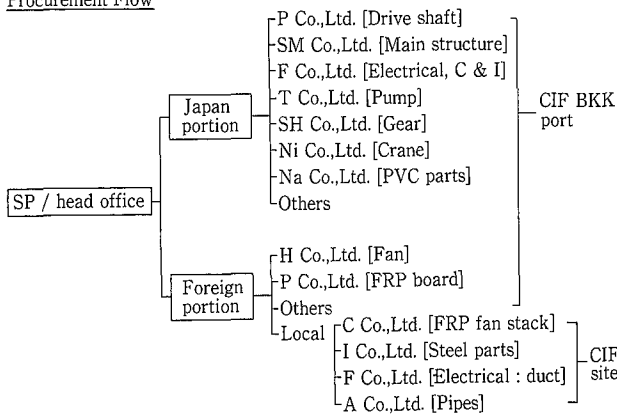 Procurement Flow
P Co.,Ltd. [Drive shaft]
SM Co.,Ltd. [Main structure]
F Co.,Ltd. [Electrical, C & I]
T Co.,Ltd. [Pump]
SH Co.,Ltd. [Gear]
Ni Co.,Ltd. [Crane]
Na Co.,Ltd. [PVC parts]
Others
Japan
portion
CIF BKK
port
SP / head office
Foreign
portion
H Co.,Ltd. [Fan]
P Co.,Ltd. [FRP board]
Others
Local
C Co.,Ltd. [FRP fan stack]
I Co.,Ltd. [Steel parts]
F Co.,Ltd. [Electrical : duct]
A Co.,Ltd. [Pipes]
CIF
site